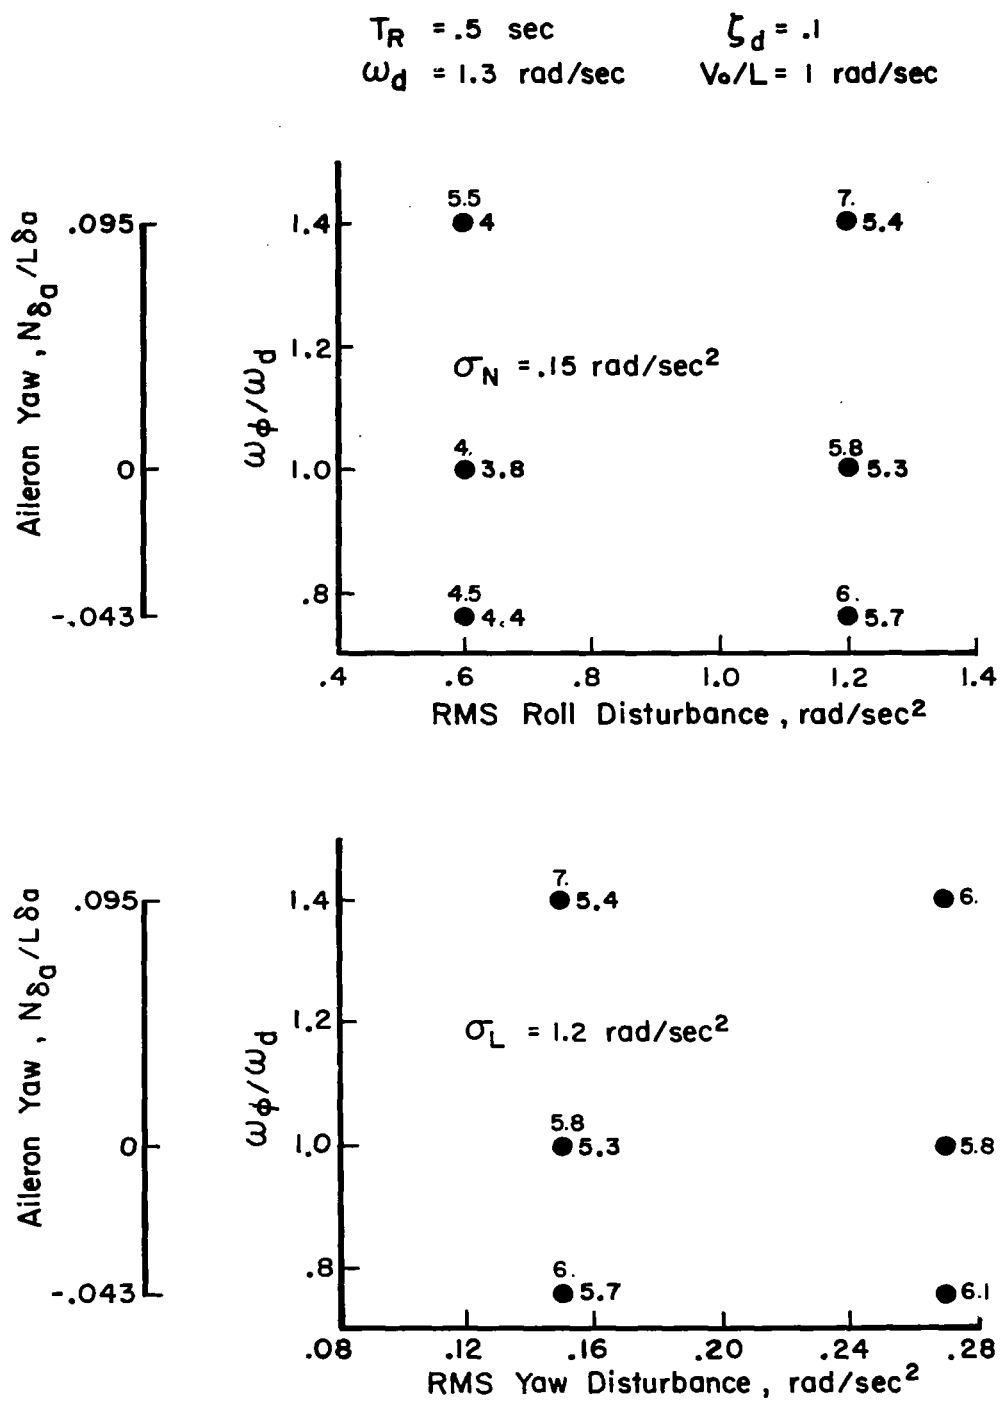 T_R = .5 sec ζ_d = .1
ω_d = 1.3 rad/sec V₀/L = 1 rad/sec
Aileron Yaw, N_δa/L_δa
.095
0
-.043
ω_φ/ω_d
1.4
1.2
1.0
.8
5.5
4
7.
5.4
σ_N = .15 rad/sec²
4.
3.8
5.8
5.3
4.5
4.4
6.
5.7
.4 .6 .8 1.0 1.2 1.4
RMS Roll Disturbance, rad/sec²
Aileron Yaw, N_δa/L_δa
.095
0
-.043
ω_φ/ω_d
1.4
1.2
1.0
.8
7.
5.4
6.
σ_L = 1.2 rad/sec²
5.8
5.3
5.8
6.
5.7
6.1
.08 .12 .16 .20 .24 .28
RMS Yaw Disturbance, rad/sec²